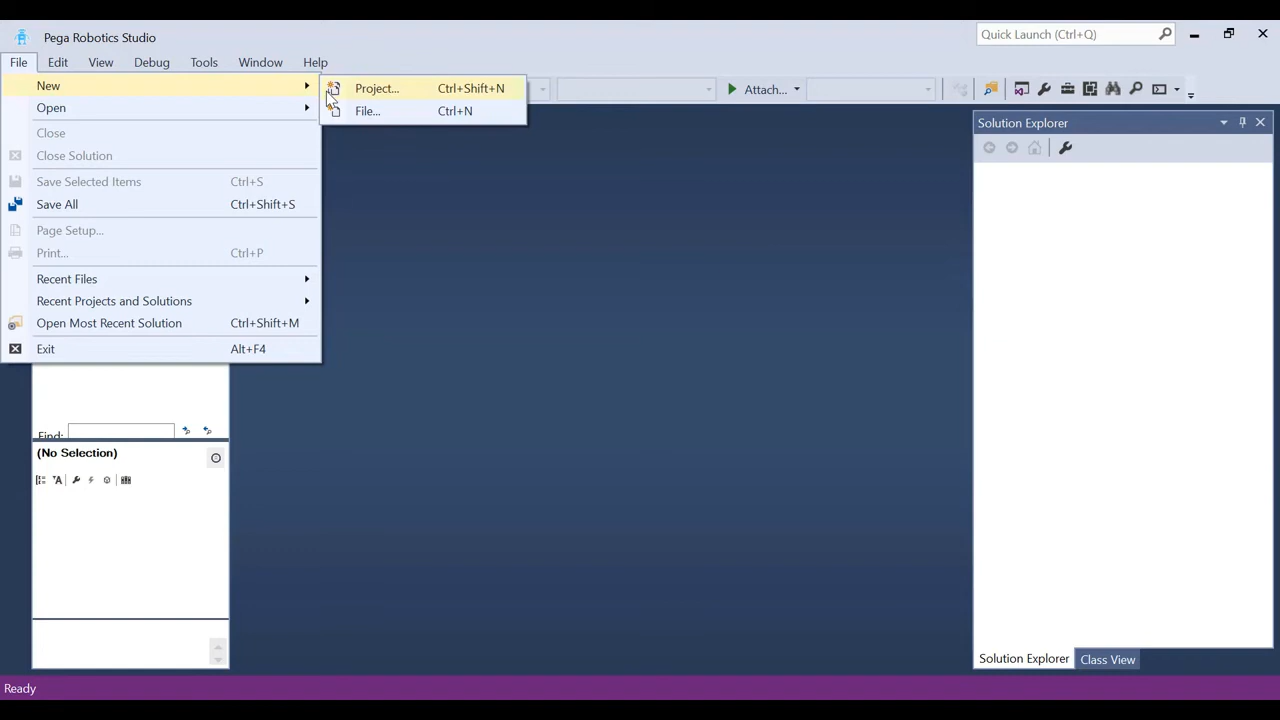 Pega Robotics Studio
Quick Launch (Ctrl+Q)
File Edit View Debug Tools Window Help
New
Project... Ctrl+Shift+N
Attach...
Open
File... Ctrl+N
Close
Close Solution
Save Selected Items Ctrl+S
Save All Ctrl+Shift+S
Page Setup...
Print... Ctrl+P
Recent Files
Recent Projects and Solutions
Open Most Recent Solution Ctrl+Shift+M
Exit Alt+F4
Find:
(No Selection)
Solution Explorer
Solution Explorer Class View
Ready